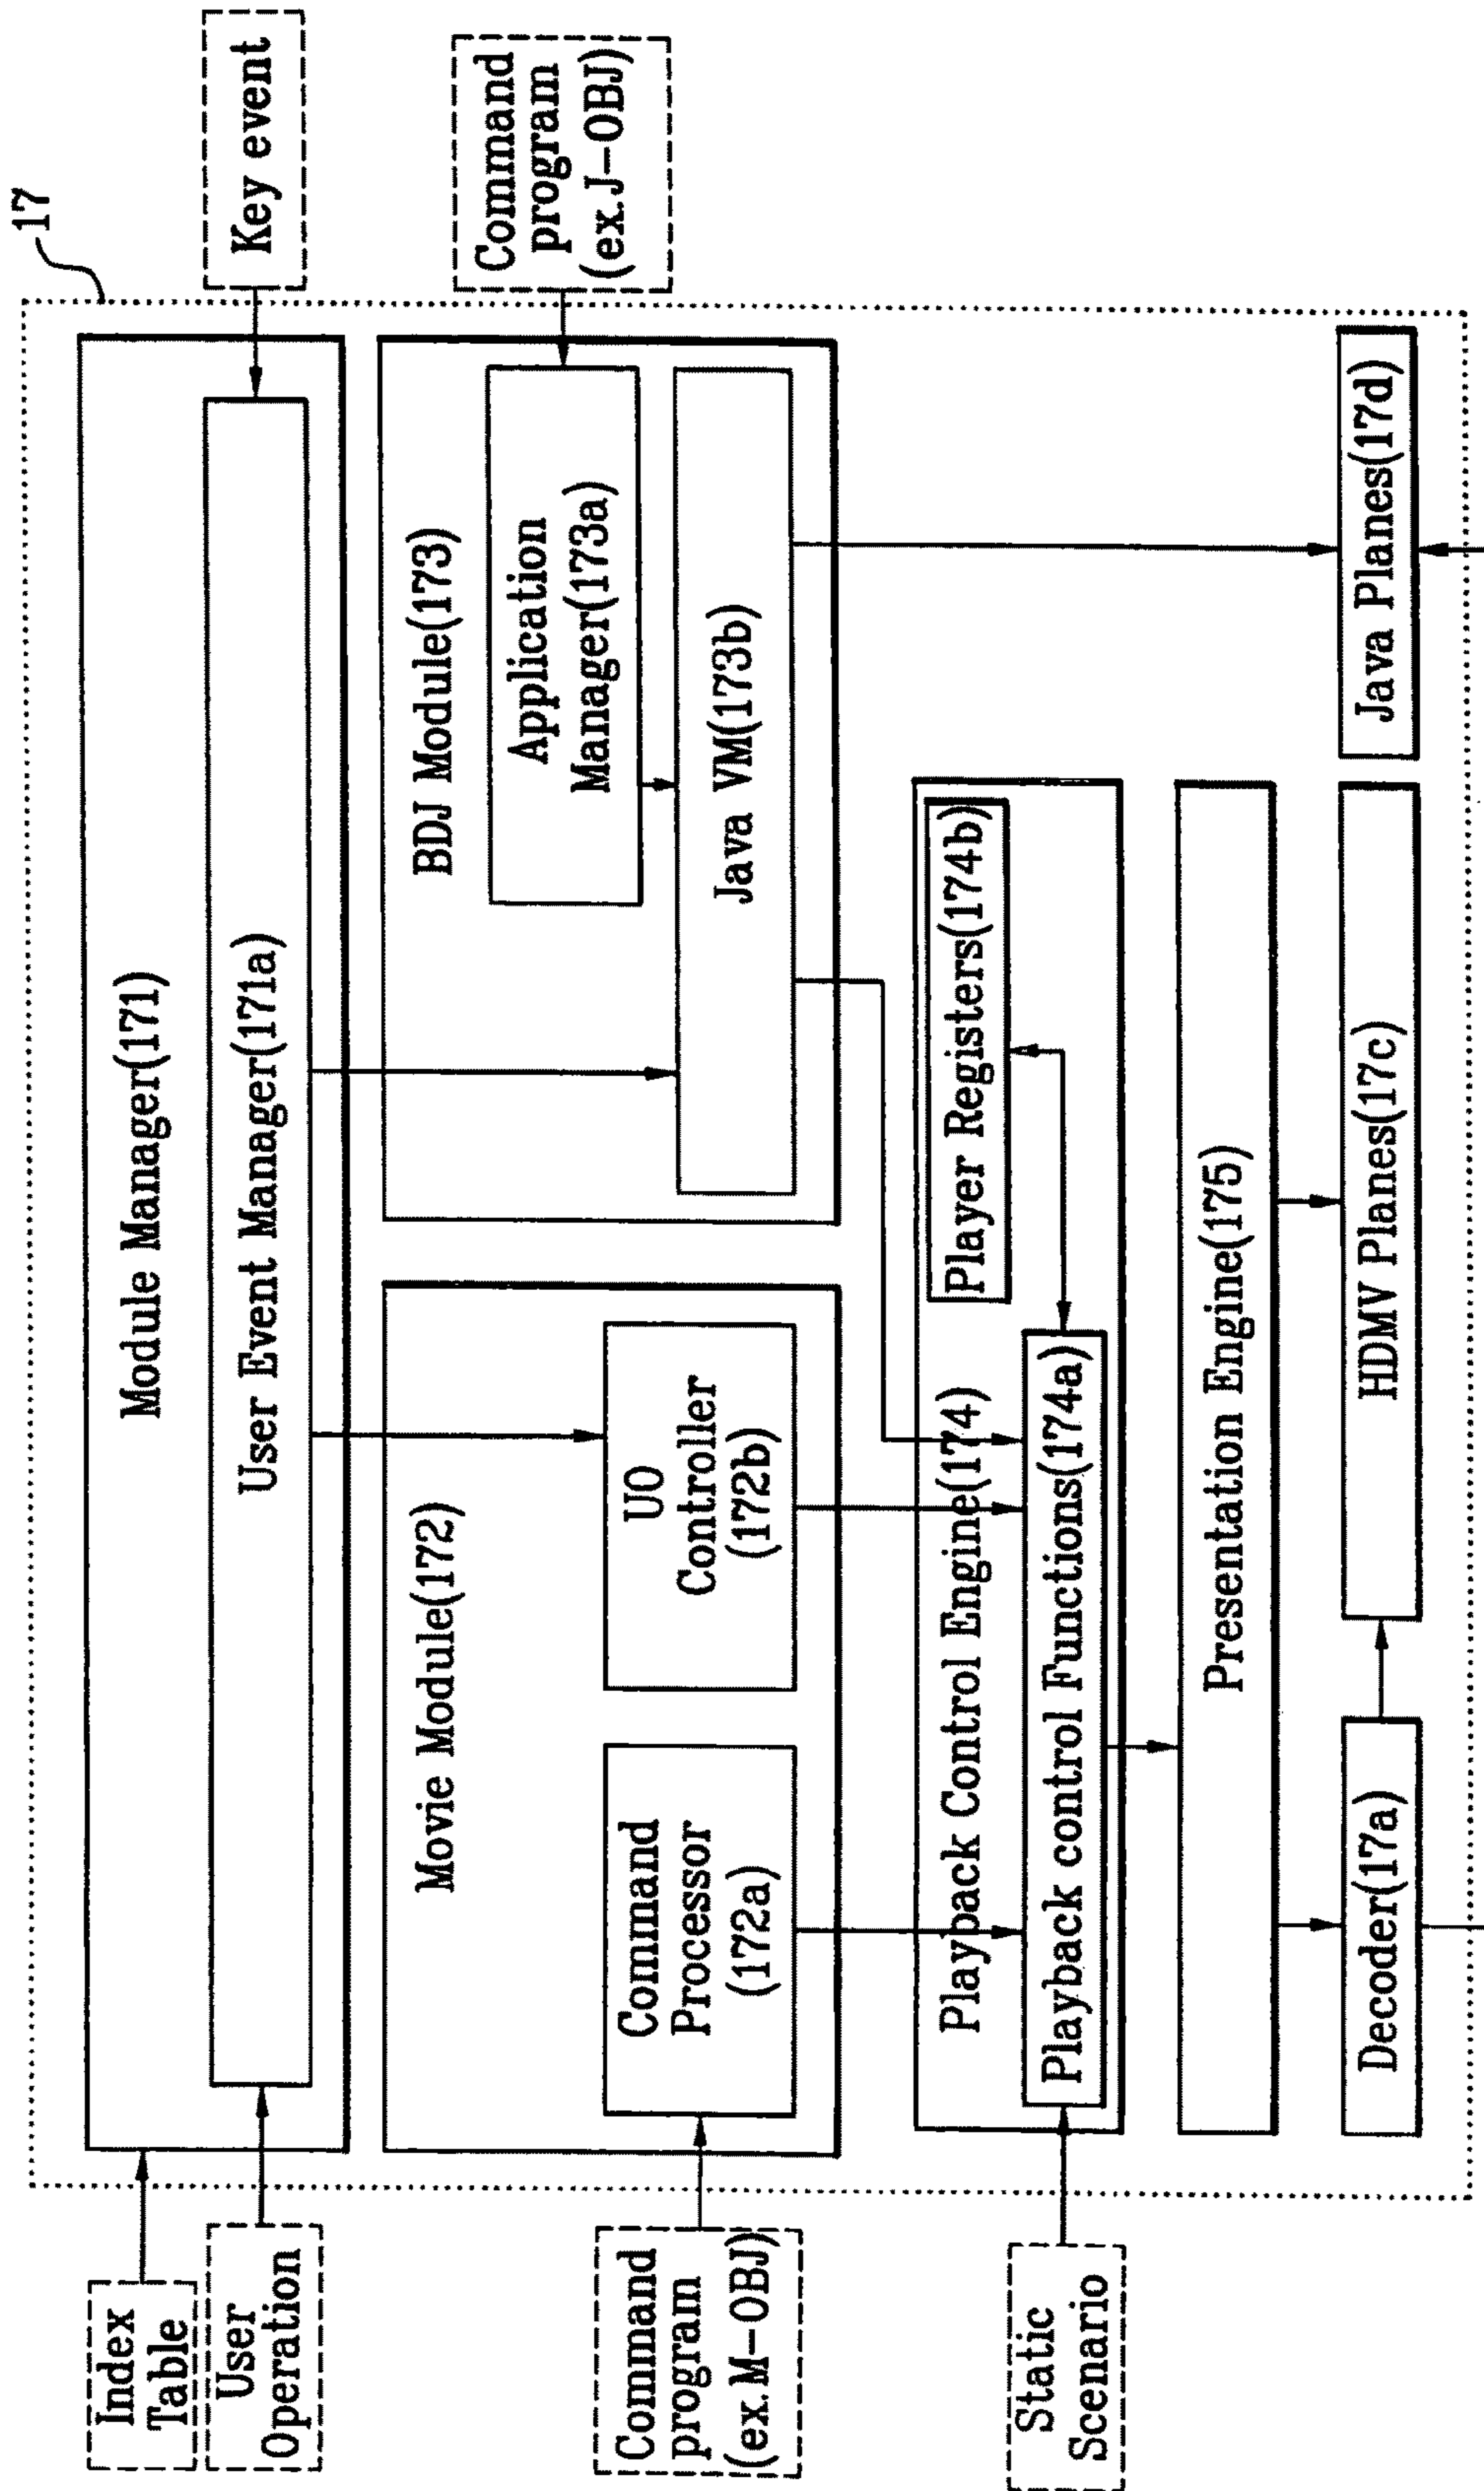 17
Index
Table
User
Operation
Module Manager(171)
User Event Manager(171a)
Key event
Command
program
(ex.M-OBJ)
Movie Module(172)
Command
Processor
(172a)
UO
Controller
(172b)
BDJ Module(173)
Application
Manager(173a)
Java VM(173b)
Command
program
(ex.J-OBJ)
Static
Scenario
Playback Control Engine(174)
Playback control Functions(174a)
Player Registers(174b)
Presentation Engine(175)
Decoder(17a)
HDMV Planes(17c)
Java Planes(17d)